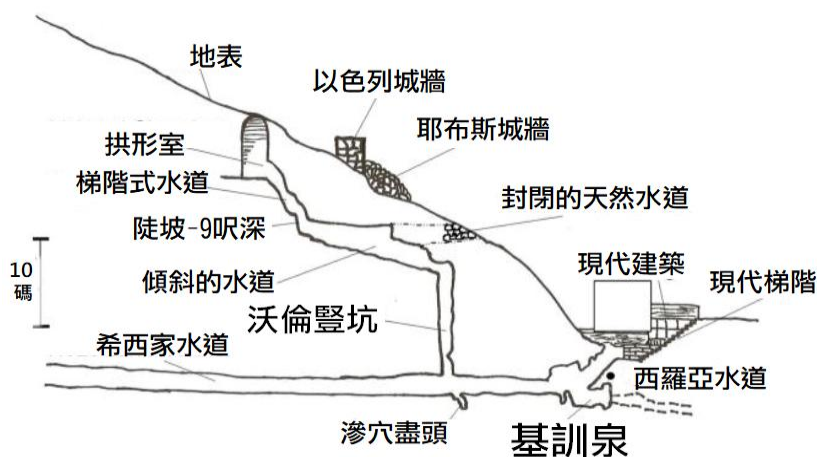 地表
以色列城牆
耶布斯城牆
拱形室
梯階式水道
封閉的天然水道
陡坡-9呎深
現代建築
10
碼
傾斜的水道
現代梯階
沃倫豎坑
希西家水道
西羅亞水道
滲穴盡頭
基訓泉